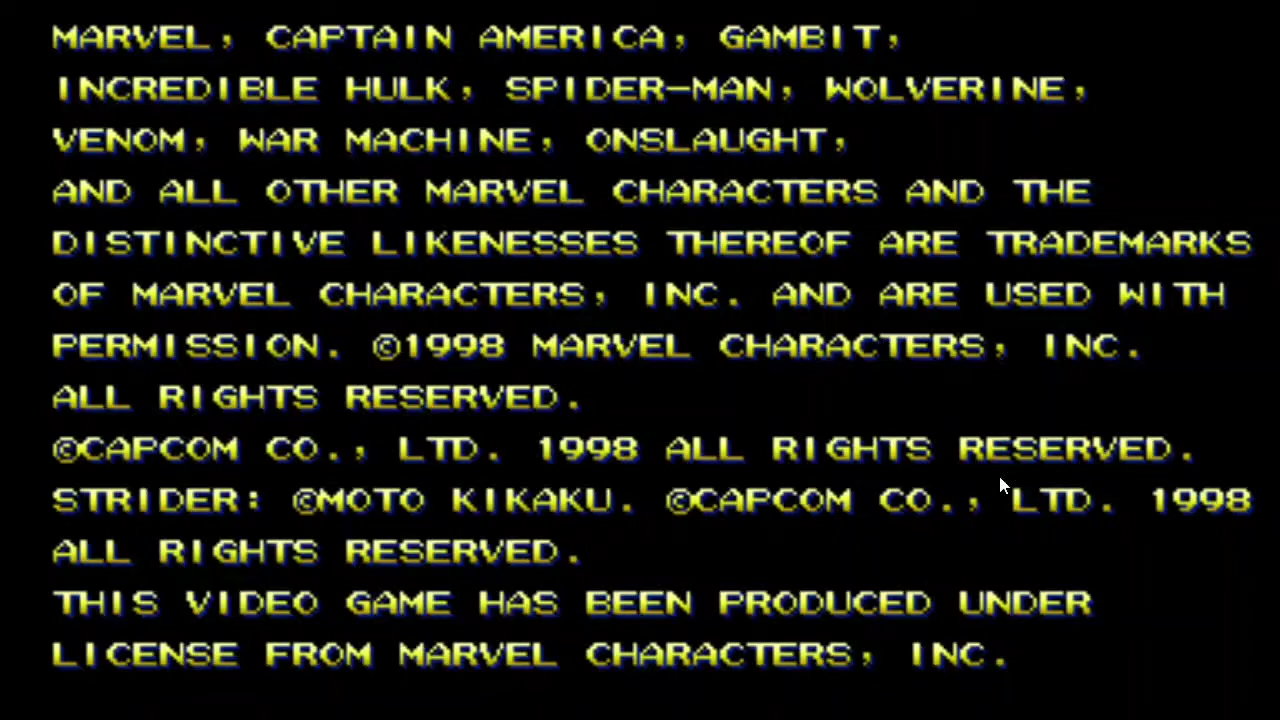 MARVEL, CAPTAIN AMERICA, GAMBIT,
INCREDIBLE HULK, SPIDER-MAN, WOLVERINE,
VENOM, WAR MACHINE, ONSLAUGHT,
AND ALL OTHER MARVEL CHARACTERS AND THE
DISTINCTIVE LIKENESSES THEREOF ARE TRADEMARKS
OF MARVEL CHARACTERS, INC. AND ARE USED WITH
PERMISSION. ©1998 MARVEL CHARACTERS, INC.
ALL RIGHTS RESERVED.
©CAPCOM CO., LTD. 1998 ALL RIGHTS RESERVED.
STRIDER: ©MOTO KIKAKU. ©CAPCOM CO., LTD. 1998
ALL RIGHTS RESERVED.
THIS VIDEO GAME HAS BEEN PRODUCED UNDER
LICENSE FROM MARVEL CHARACTERS, INC.